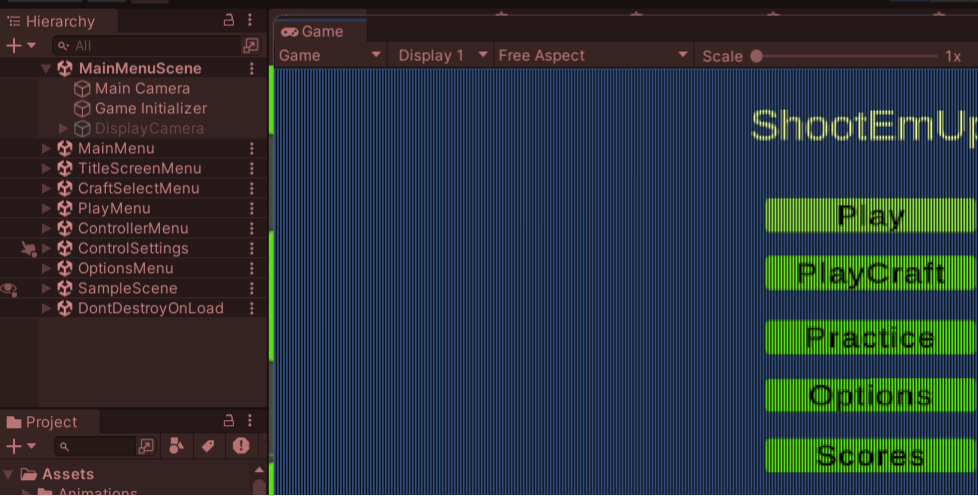 Hierarchy
All
MainMenuScene
Main Camera
Game Initializer
DisplayCamera
MainMenu
TitleScreenMenu
CraftSelectMenu
PlayMenu
ControllerMenu
ControlSettings
OptionsMenu
SampleScene
DontDestroyOnLoad
Project
Assets
Animations
Game
Game Display 1 Free Aspect Scale 1x
ShootEmUp
Play
PlayCraft
Practice
Options
Scores